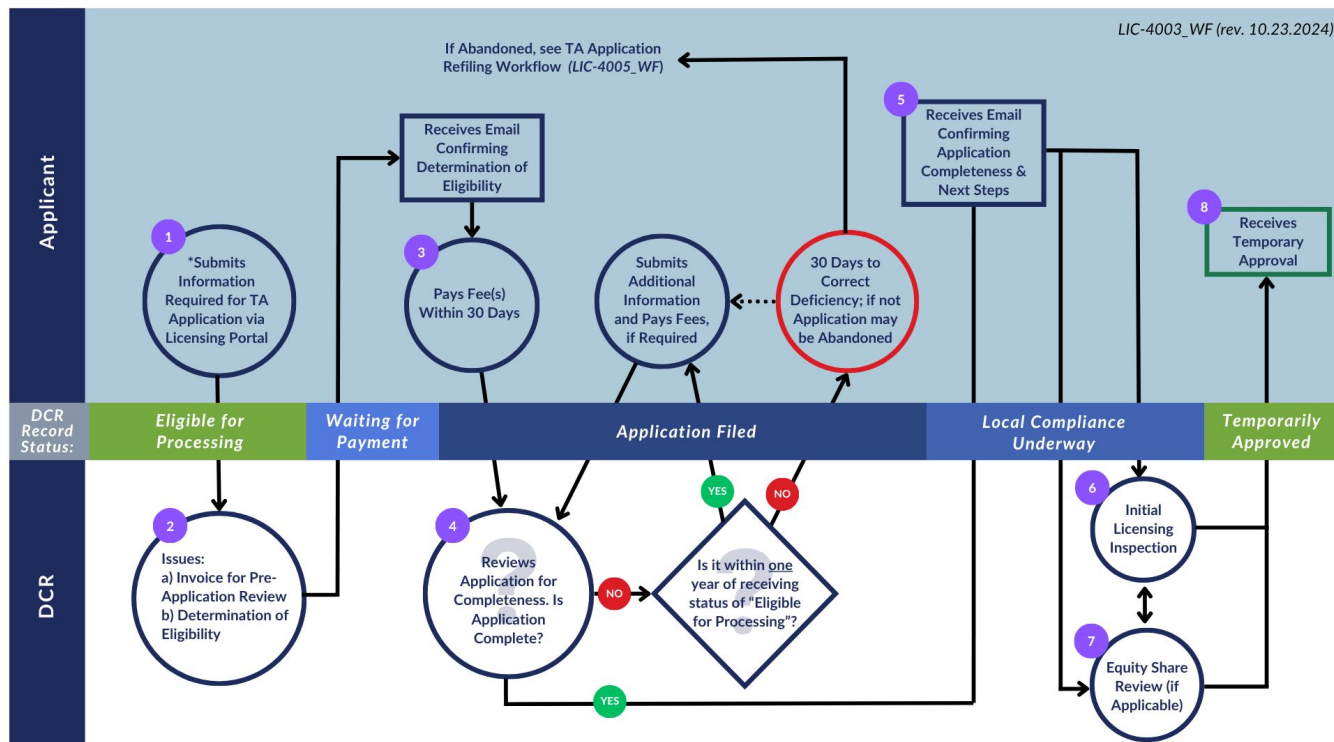 LIC-4003_WF (rev. 10.23.2024)
Applicant
If Abandoned, see TA Application
Refiling Workflow (LIC-4005_WF)
Receives Email
Confirming
Determination of
Eligibility
5
Receives Email
Confirming
Application
Completeness &
Next Steps
1
*Submits
Information
Required for TA
Application via
Licensing Portal
3
Pays Fee(s)
Within 30 Days
Submits
Additional
Information
and Pays Fees,
if Required
30 Days to
Correct
Deficiency; if not
Application may
be Abandoned
8
Receives
Temporary
Approval
DCR
Record
Status:
Eligible for
Processing
Waiting for
Payment
Application Filed
Local Compliance
Underway
Temporarily
Approved
DCR
2
Issues:
a) Invoice for Pre-
Application Review
b) Determination of
Eligibility
4
?
Reviews
Application for
Completeness. Is
Application
Complete?
NO
YES
YES
NO
?
Is it within one
year of receiving
status of “Eligible
for Processing”?
6
Initial
Licensing
Inspection
7
Equity Share
Review (if
Applicable)